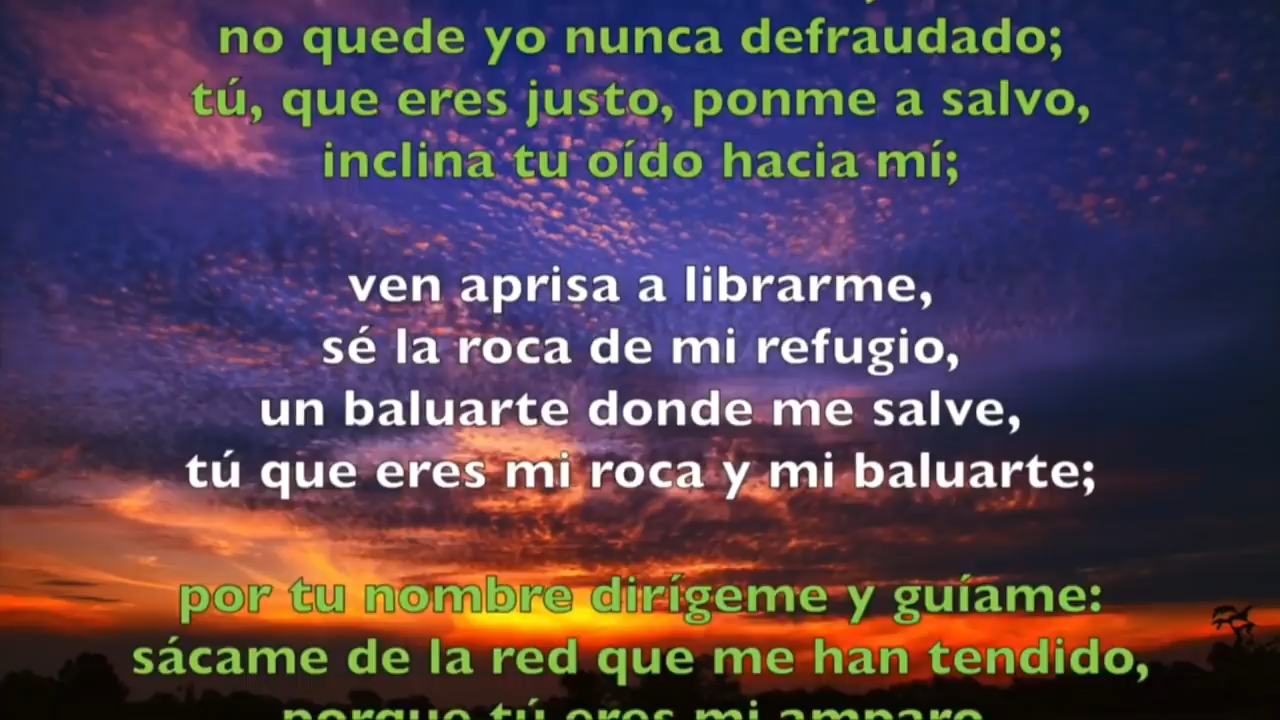 no quede yo nunca defraudado;
tú, que eres justo, ponme a salvo,
inclina tu oído hacia mí;
ven aprisa a librarme,
sé la roca de mi refugio,
un baluarte donde me salve,
tú que eres mi roca y mi baluarte;
por tu nombre dirígeme y guíame:
sácame de la red que me han tendido,
porque tú eres mi amparo